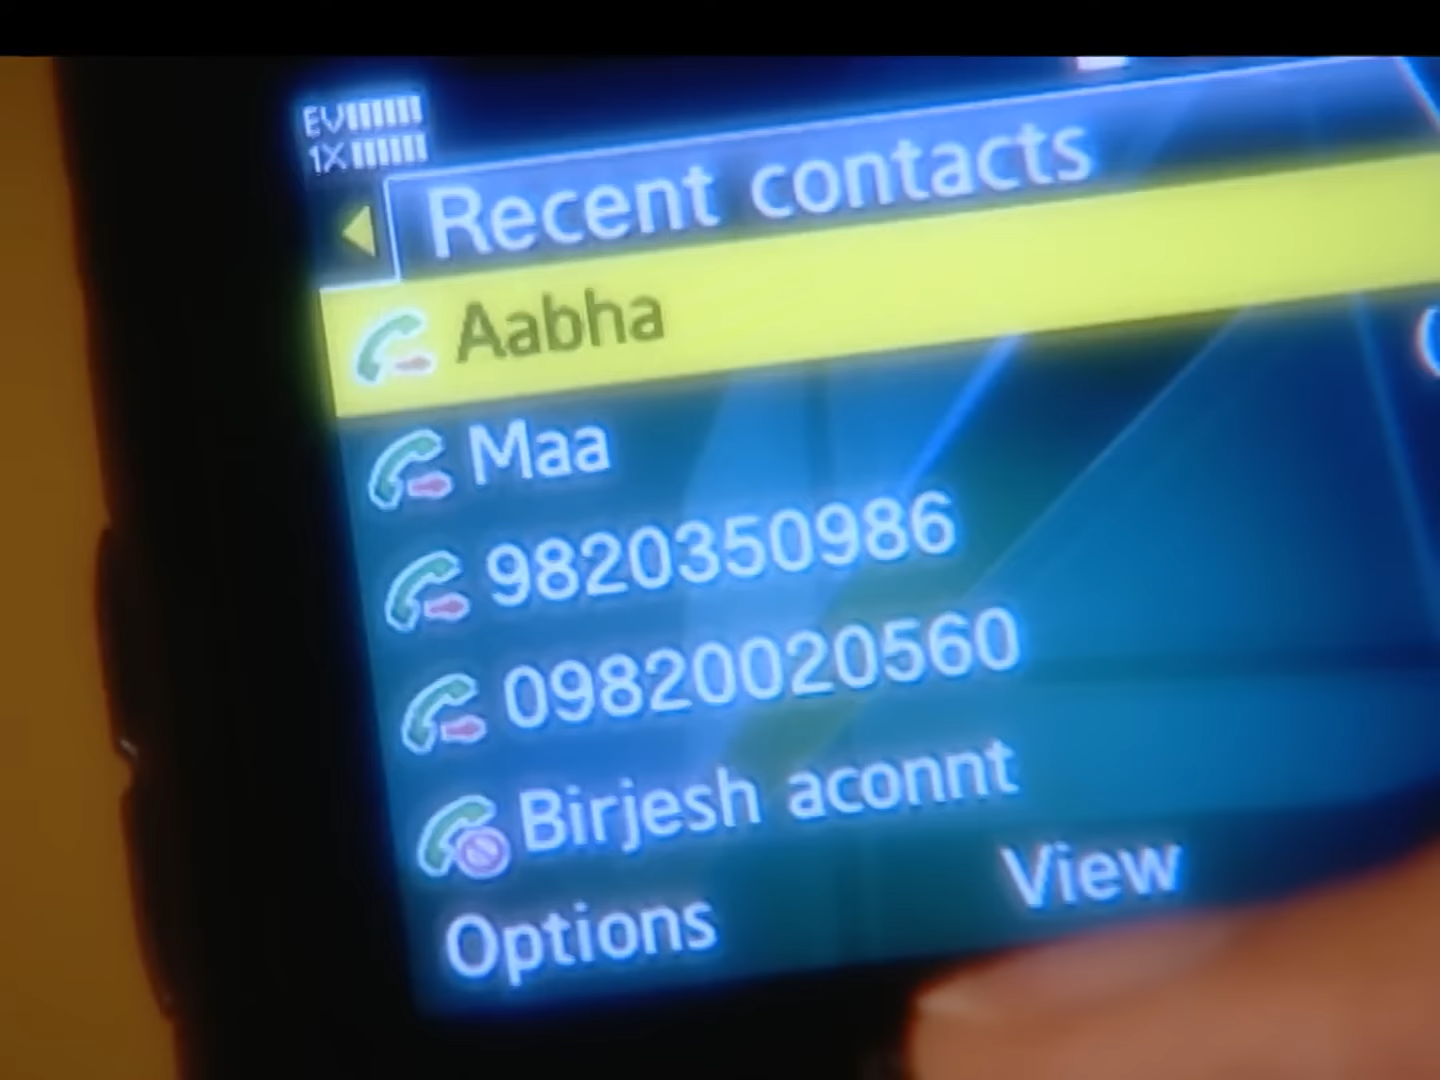 EV
1X
Recent contacts
Aabha
Maa
9820350986
09820020560
Birjesh aconnt
Options View